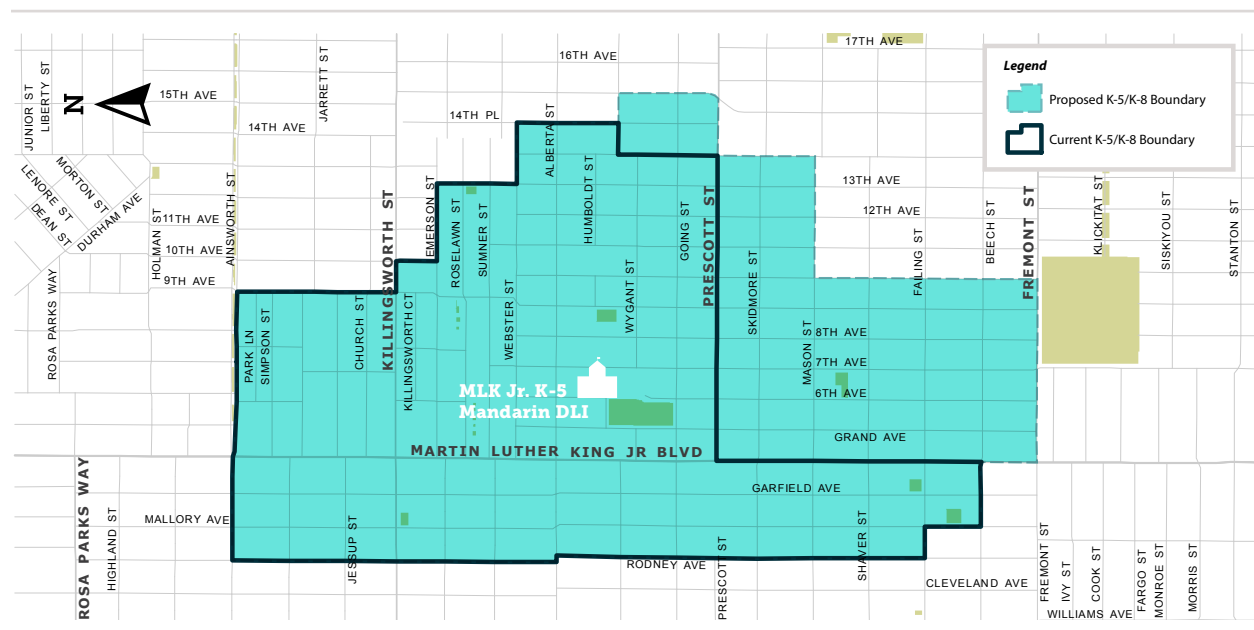 16TH AVE
17TH AVE
Legend
Proposed K-5/K-8 Boundary
Current K-5/K-8 Boundary
JUNIOR ST
LIBERTY ST
N
15TH AVE
JARRETT ST
14TH AVE
14TH PL
ALBERTA ST
LENORE ST
MORTON ST
DEAN ST
DURHAM AVE
HOLMAN S
11TH AVE
10TH AVE
9TH AVE
AINSWORTH ST
KILLINGSWORTH ST
EMERSON ST
ROSELAWN ST
SUMNER ST
HUMBOLDT ST
GOING ST
PRESCOTT ST
13TH AVE
12TH AVE
FAILING ST
BEECH ST
FREMONT ST
KLICKITAT ST
SISKIYOU ST
STANTON ST
ROSA PARKS WAY
PARK LN
SIMPSON ST
CHURCH ST
KILLINGSWORTH CT
WEBSTER ST
WYGANT ST
SKIDMORE ST
MASON ST
8TH AVE
7TH AVE
6TH AVE
MLK Jr. K-5
Mandarin DLI
GRAND AVE
MARTIN LUTHER KING JR BLVD
ROSA PARKS WAY
HIGHLAND ST
MALLORY AVE
JESSUP ST
GARFIELD AVE
RODNEY AVE
PRESCOTT ST
SHAVER ST
CLEVELAND AVE
FREMONT ST
IVY ST
COOK ST
FARGO ST
MONROE ST
MORRIS ST
WILLIAMS AVE